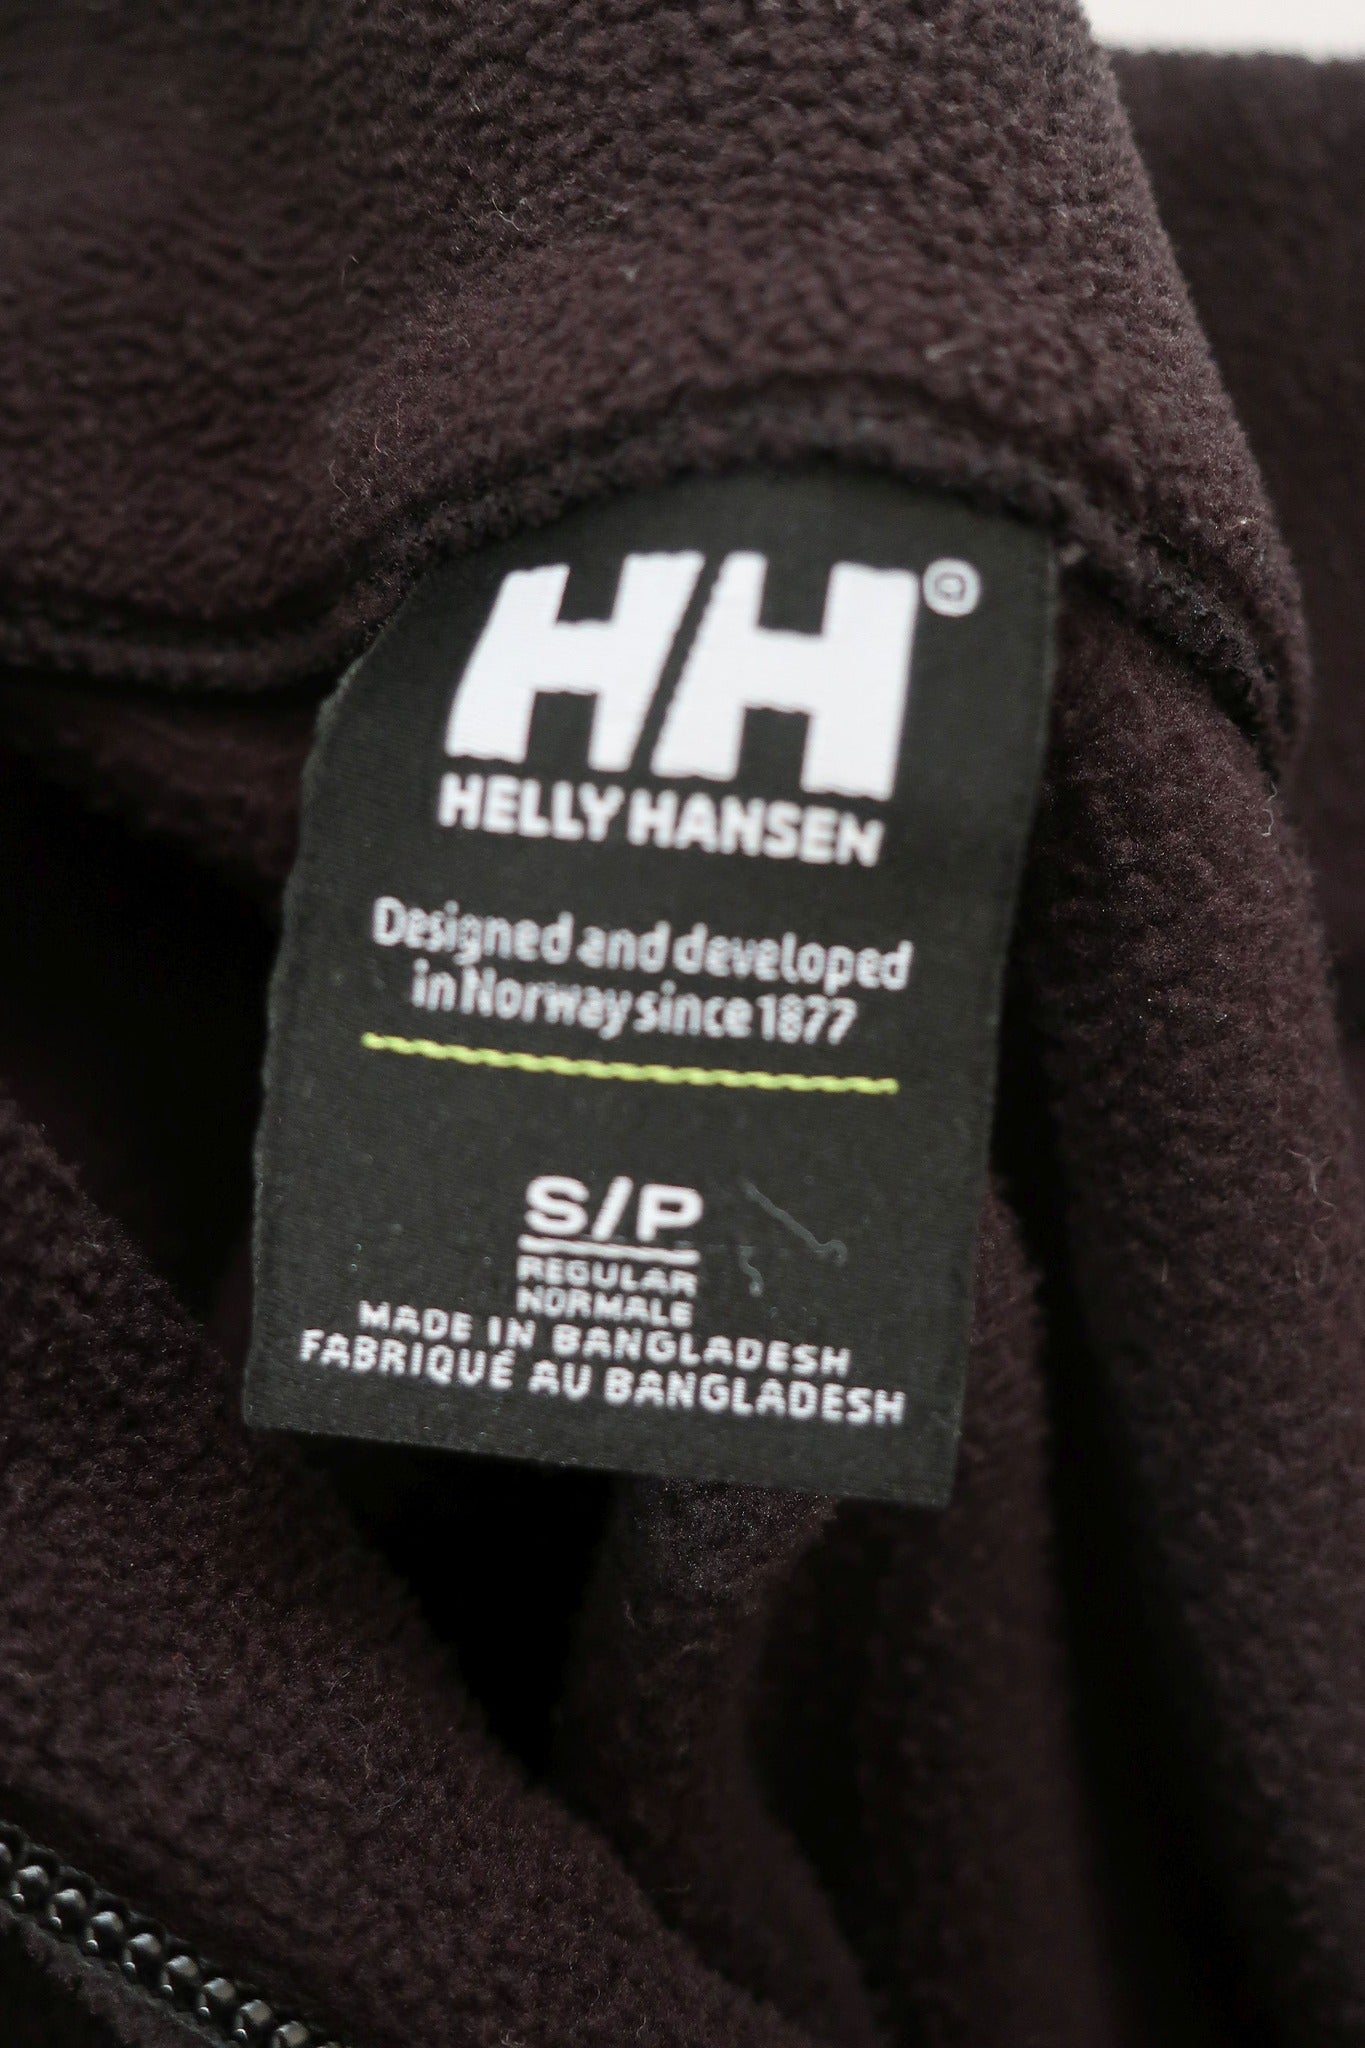 HH®
HELLY HANSEN
Designed and developed
in Norway since 1877
S/P
REGULAR
NORMALE
MADE IN BANGLADESH
FABRIQUÉ AU BANGLADESH